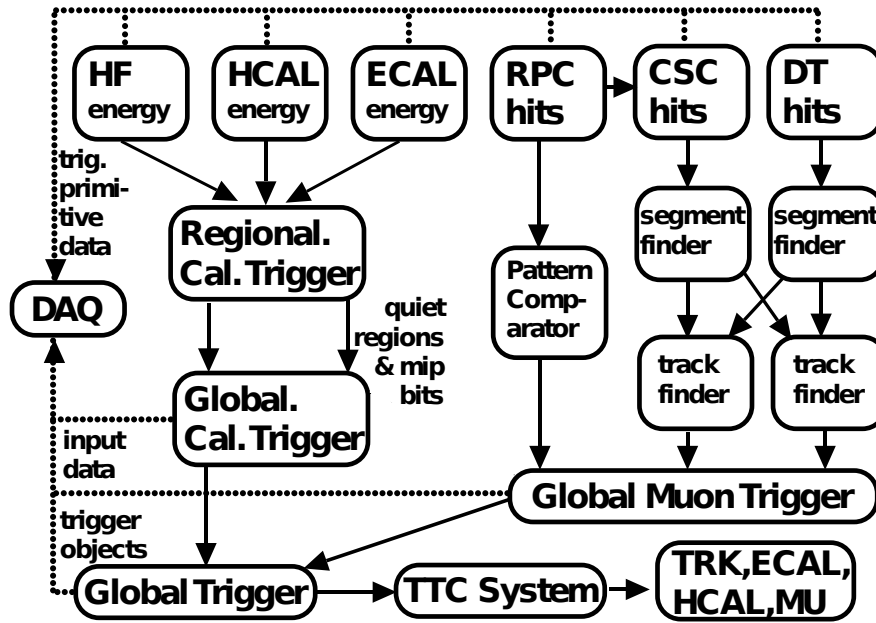 HF
energy
HCAL
energy
ECAL
energy
RPC
hits
CSC
hits
DT
hits
trig.
primi-
tive
data
Regional.
Cal. Trigger
segment
finder
segment
finder
Pattern
Comp-
arator
DAQ
quiet
regions
& mip
bits
track
finder
track
finder
Global.
Cal. Trigger
input
data
Global Muon Trigger
trigger
objects
Global Trigger
TTC System
TRK,ECAL,
HCAL,MU